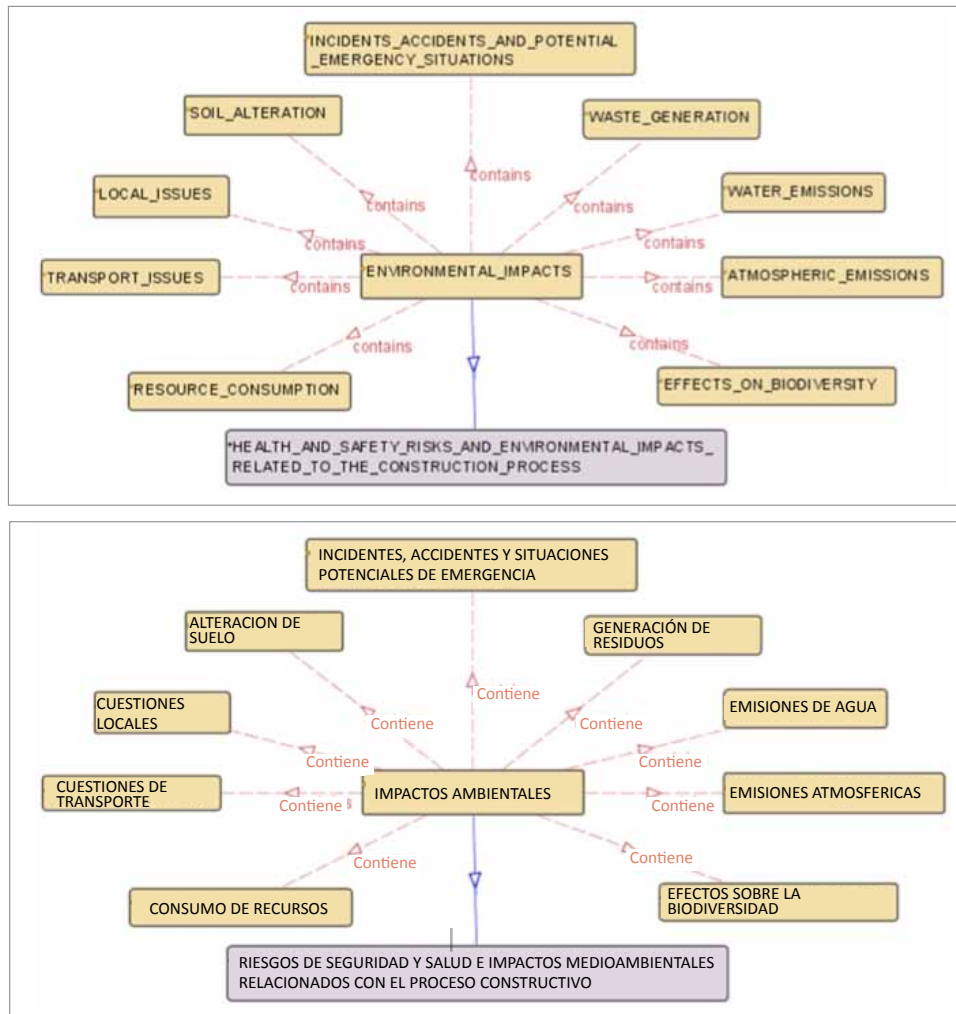 *INCIDENTS_ACCIDENTS_AND_POTENTIAL
_EMERGENCY_SITUATIONS
*SOIL_ALTERATION
*WASTE_GENERATION
contains
*LOCAL_ISSUES
contains
contains
*WATER_EMISSIONS
contains
contains
*TRANSPORT_ISSUES
contains
*ENVIRONMENTAL_IMPACTS
contains
*ATMOSPHERIC_EMISSIONS
contains
contains
*RESOURCE_CONSUMPTION
*EFFECTS_ON_BIODIVERSITY
*HEALTH_AND_SAFETY_RISKS_AND_ENVIRONMENTAL_IMPACTS_
RELATED_TO_THE_CONSTRUCTION_PROCESS
INCIDENTES, ACCIDENTES Y SITUACIONES
POTENCIALES DE EMERGENCIA
ALTERACION DE
SUELO
GENERACIÓN DE
RESIDUOS
Contiene
CUESTIONES
LOCALES
Contiene
Contiene
EMISIONES DE AGUA
Contiene
Contiene
CUESTIONES DE
TRANSPORTE
Contiene
IMPACTOS AMBIENTALES
Contiene
EMISIONES ATMOSFERICAS
Contiene
Contiene
CONSUMO DE RECURSOS
EFECTOS SOBRE LA
BIODIVERSIDAD
RIESGOS DE SEGURIDAD Y SALUD E IMPACTOS MEDIOAMBIENTALES
RELACIONADOS CON EL PROCESO CONSTRUCTIVO